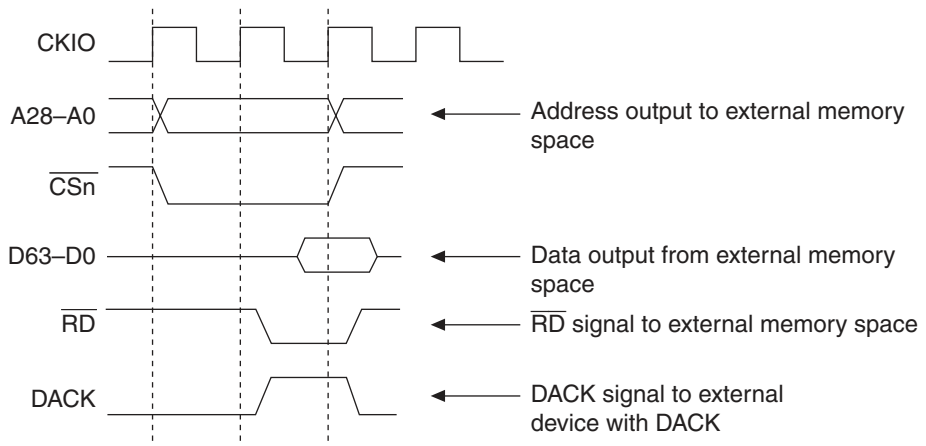 CKIO
A28–A0
Address output to external memory
space
CSn
D63–D0
Data output from external memory
space
RD
RD signal to external memory space
DACK
DACK signal to external
device with DACK